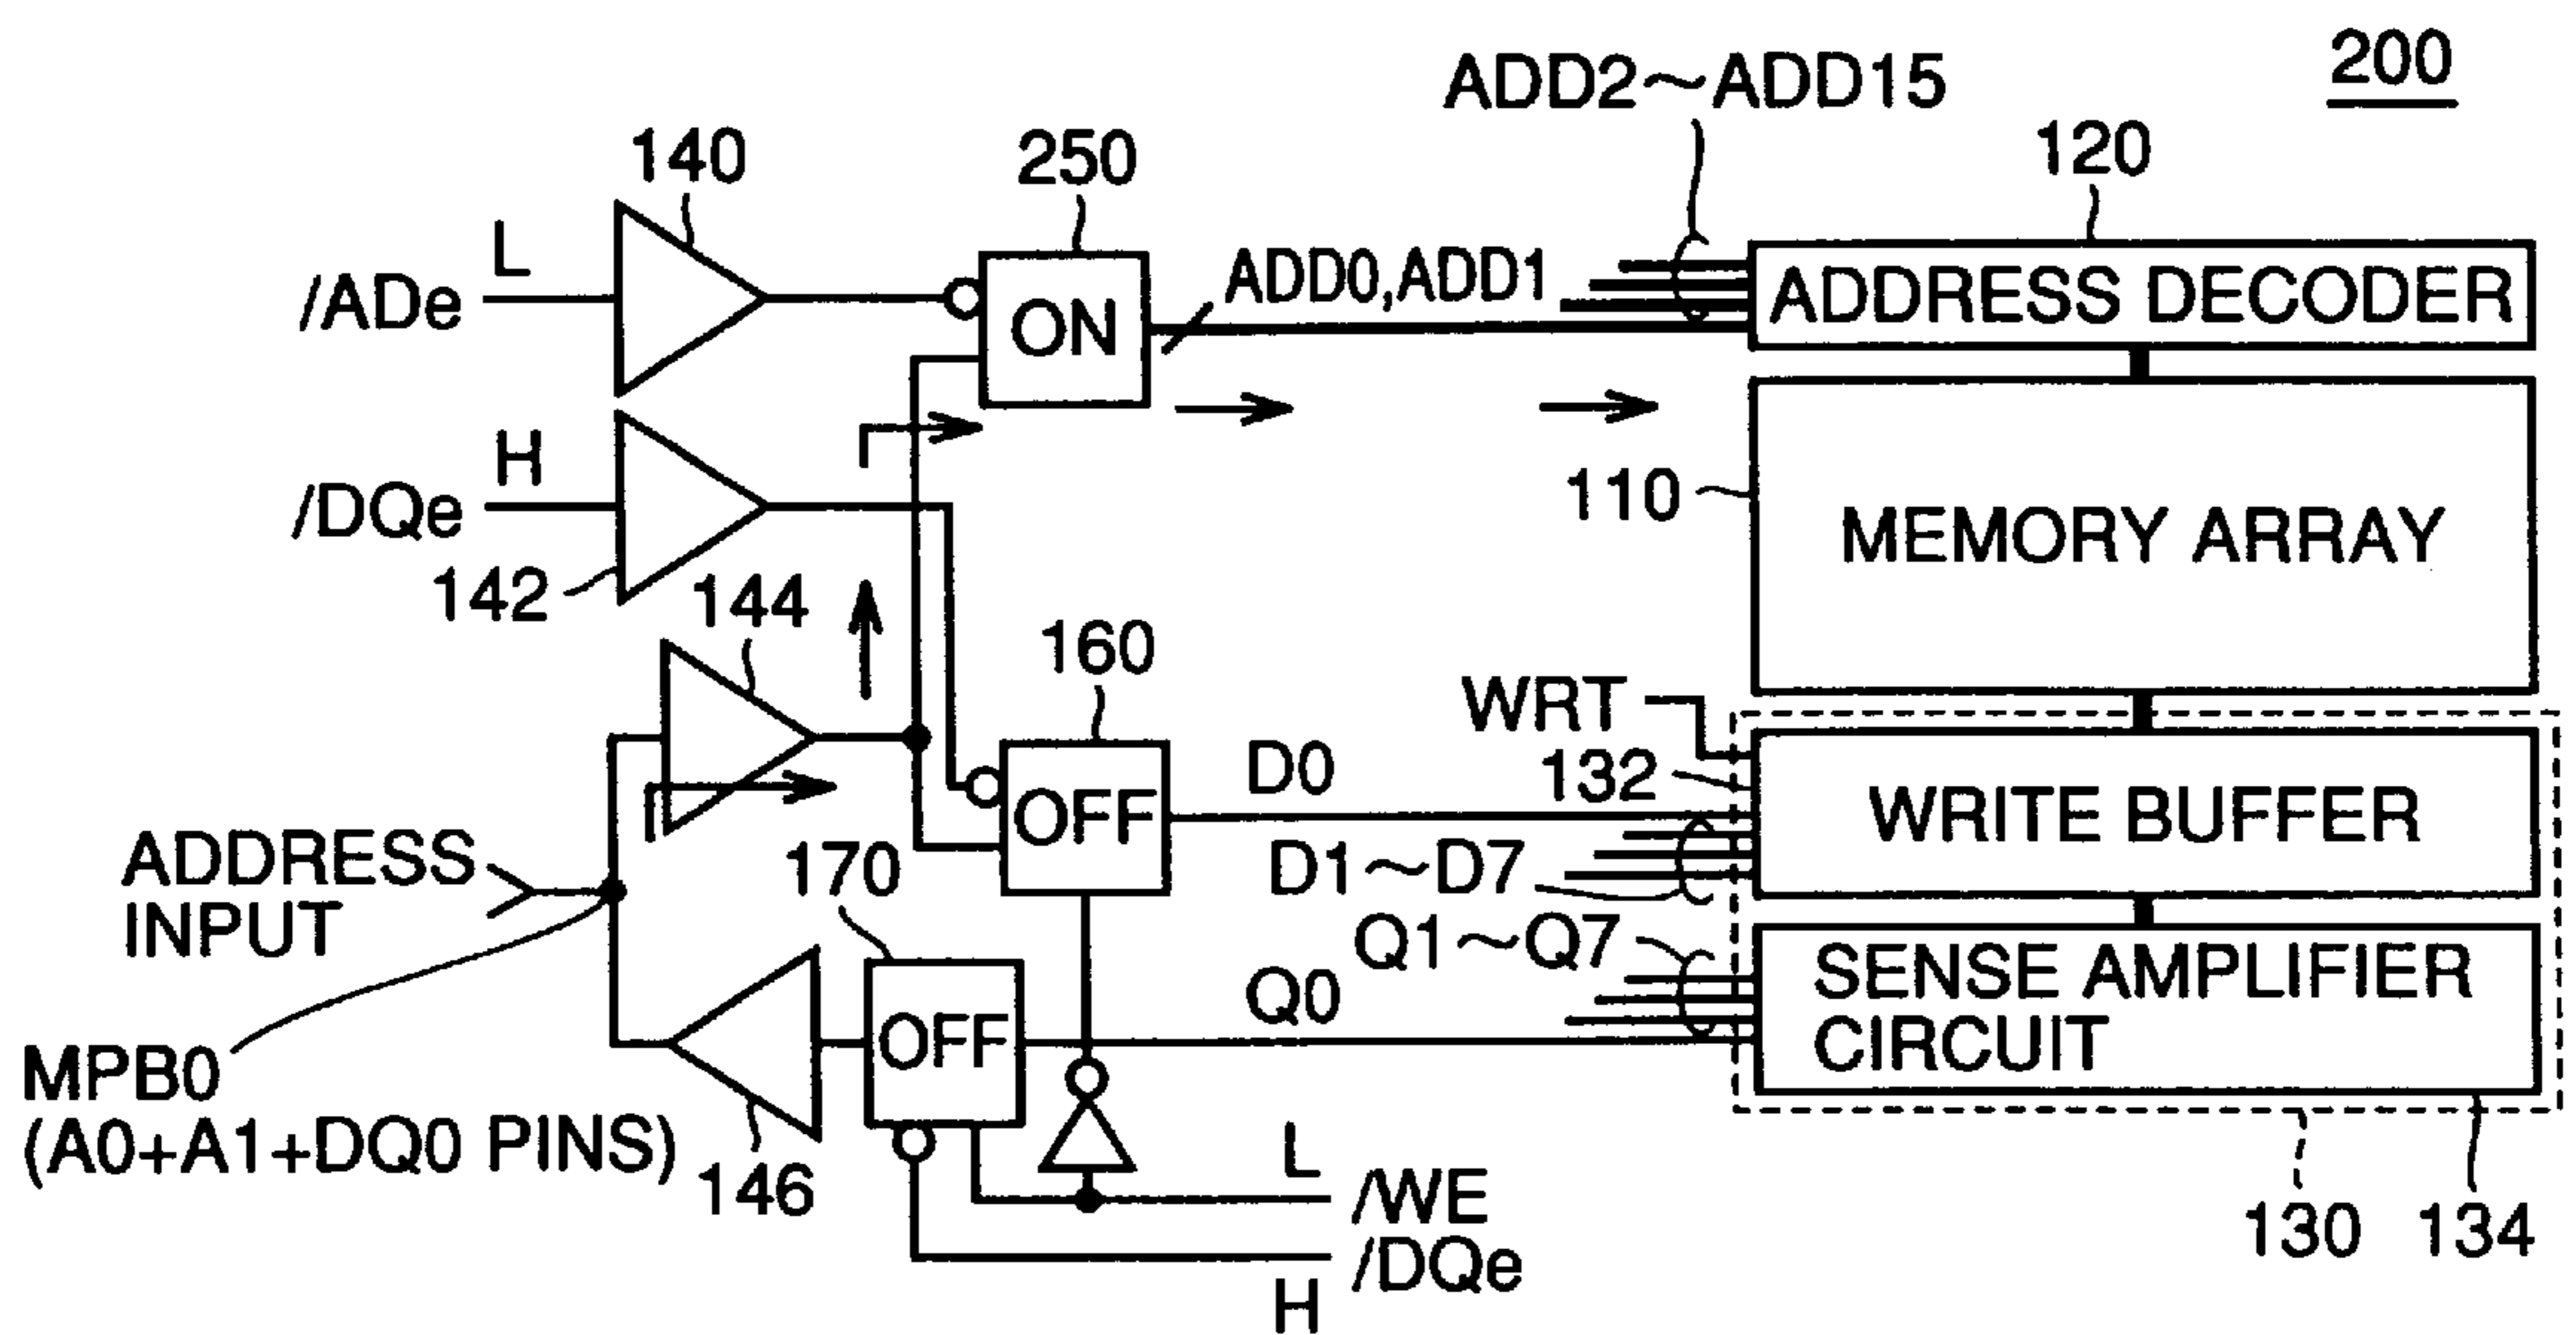 200
ADD2~ADD15
140
250
120
L
/ADe
ON
ADD0,ADD1
ADDRESS DECODER
H
/DQe
142
110
MEMORY ARRAY
144
160
WRT
132
D0
OFF
WRITE BUFFER
ADDRESS
INPUT
170
D1~D7
Q1~Q7
Q0
OFF
SENSE AMPLIFIER
CIRCUIT
MPB0
(A0+A1+DQ0 PINS)
146
L
/WE
/DQe
H
130
134